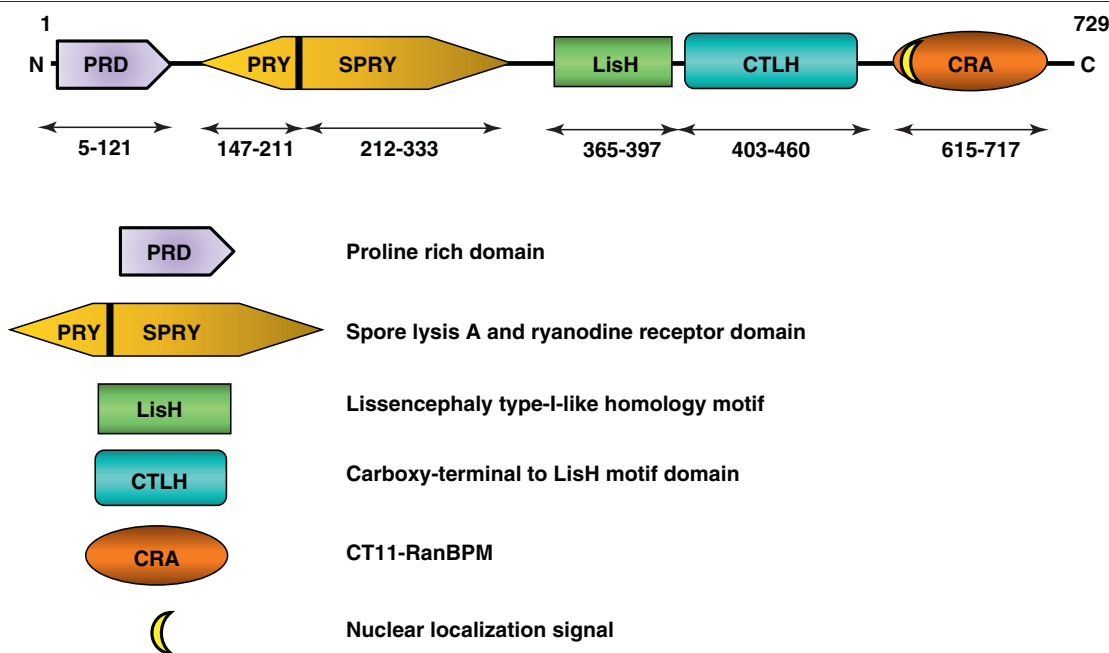 1 729
N PRD PRY SPRY LisH CTLH CRA C
5-121 147-211 212-333 365-397 403-460 615-717
PRD Proline rich domain
PRY SPRY Spore lysis A and ryanodine receptor domain
LisH Lissencephaly type-I-like homology motif
CTLH Carboxy-terminal to LisH motif domain
CRA CT11-RanBPM
Nuclear localization signal